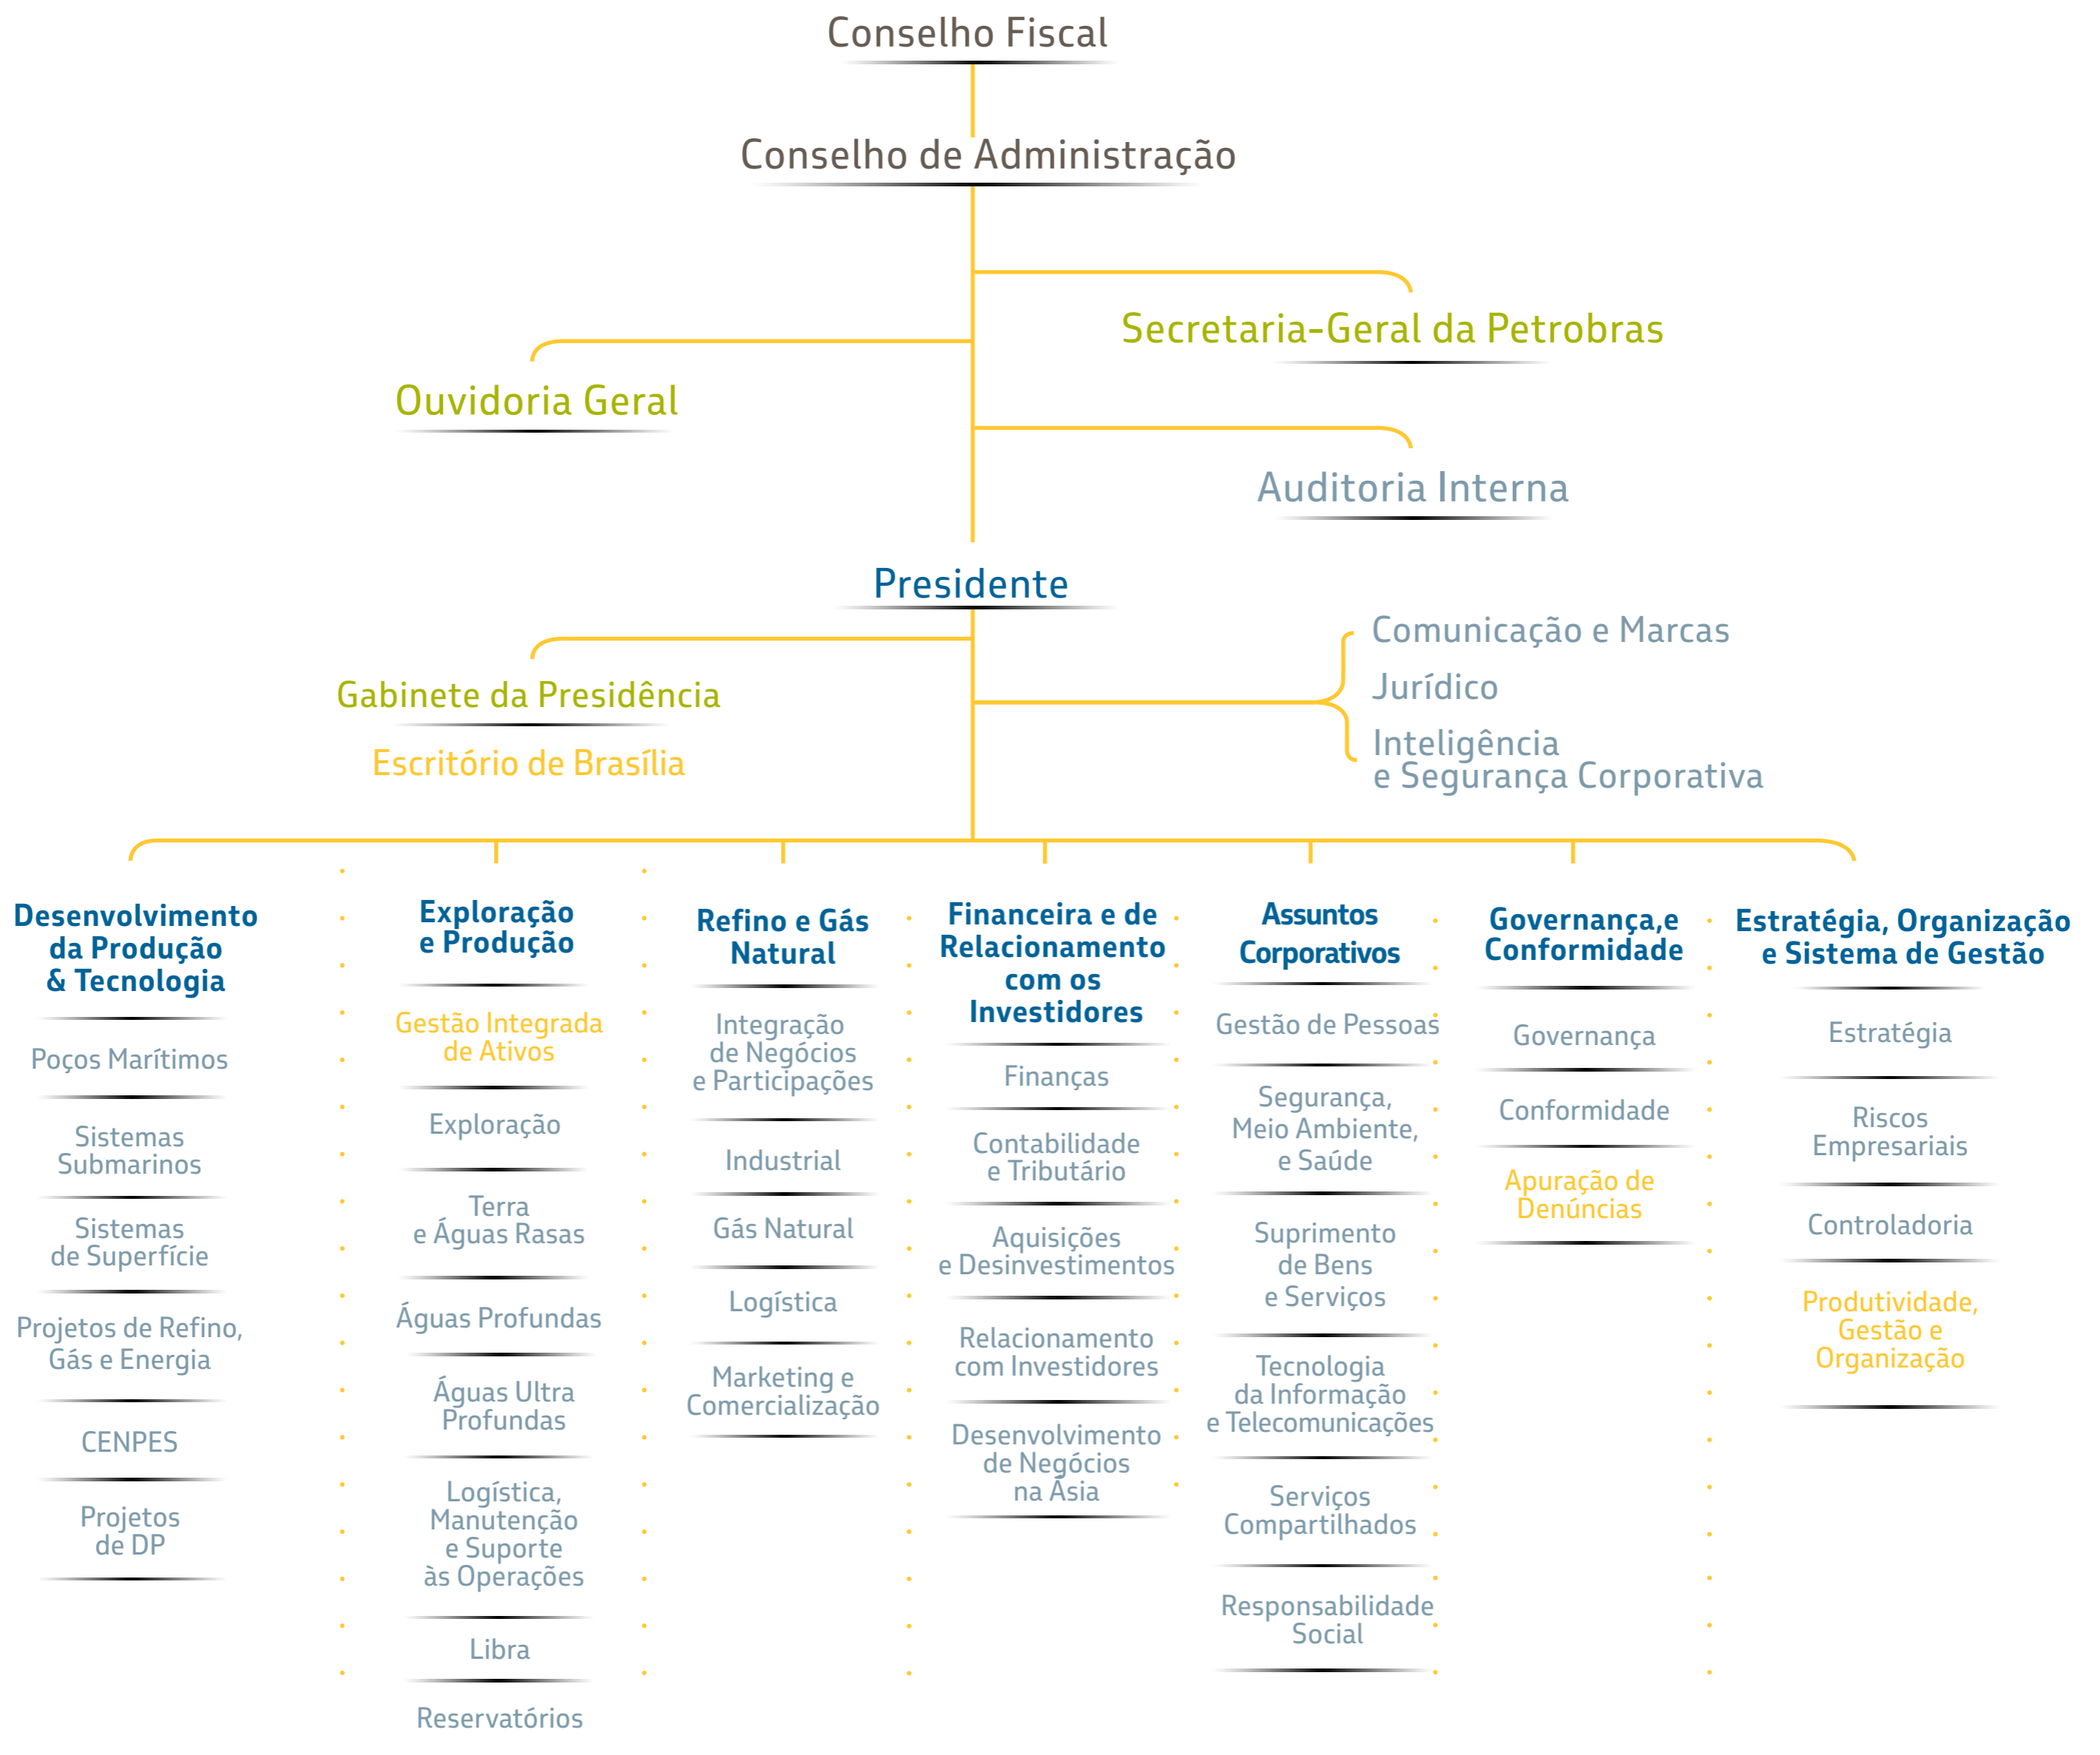 Conselho Fiscal
Conselho de Administração
Secretaria-Geral da Petrobras
Ouvidoria Geral
Auditoria Interna
Presidente
Gabinete da Presidência
Escritório de Brasília
Comunicação e Marcas
Jurídico
Inteligência
e Segurança Corporativa
Desenvolvimento
da Produção
& Tecnologia
Poços Marítimos
Sistemas
Submarinos
Sistemas
de Superfície
Projetos de Refino,
Gás e Energia
CENPES
Projetos
de DP
Exploração
e Produção
Gestão Integrada
de Ativos
Exploração
Terra
e Águas Rasas
Águas Profundas
Águas Ultra
Profundas
Logística,
Manutenção
e Suporte
às Operações
Libra
Reservatórios
Refino e Gás
Natural
Integração
de Negócios
e Participações
Industrial
Gás Natural
Logística
Marketing e
Comercialização
Financeira e de
Relacionamento
com os
Investidores
Finanças
Contabilidade
e Tributário
Aquisições
e Desinvestimentos
Relacionamento
com Investidores
Desenvolvimento
de Negócios
na Ásia
Assuntos
Corporativos
Gestão de Pessoas
Segurança,
Meio Ambiente,
e Saúde
Suprimento
de Bens
e Serviços
Tecnologia
da Informação
e Telecomunicações
Serviços
Compartilhados
Responsabilidade
Social
Governança,e
Conformidade
Governança
Conformidade
Apuração de
Denúncias
Estratégia, Organização
e Sistema de Gestão
Estratégia
Riscos
Empresariais
Controladoria
Produtividade,
Gestão e
Organização